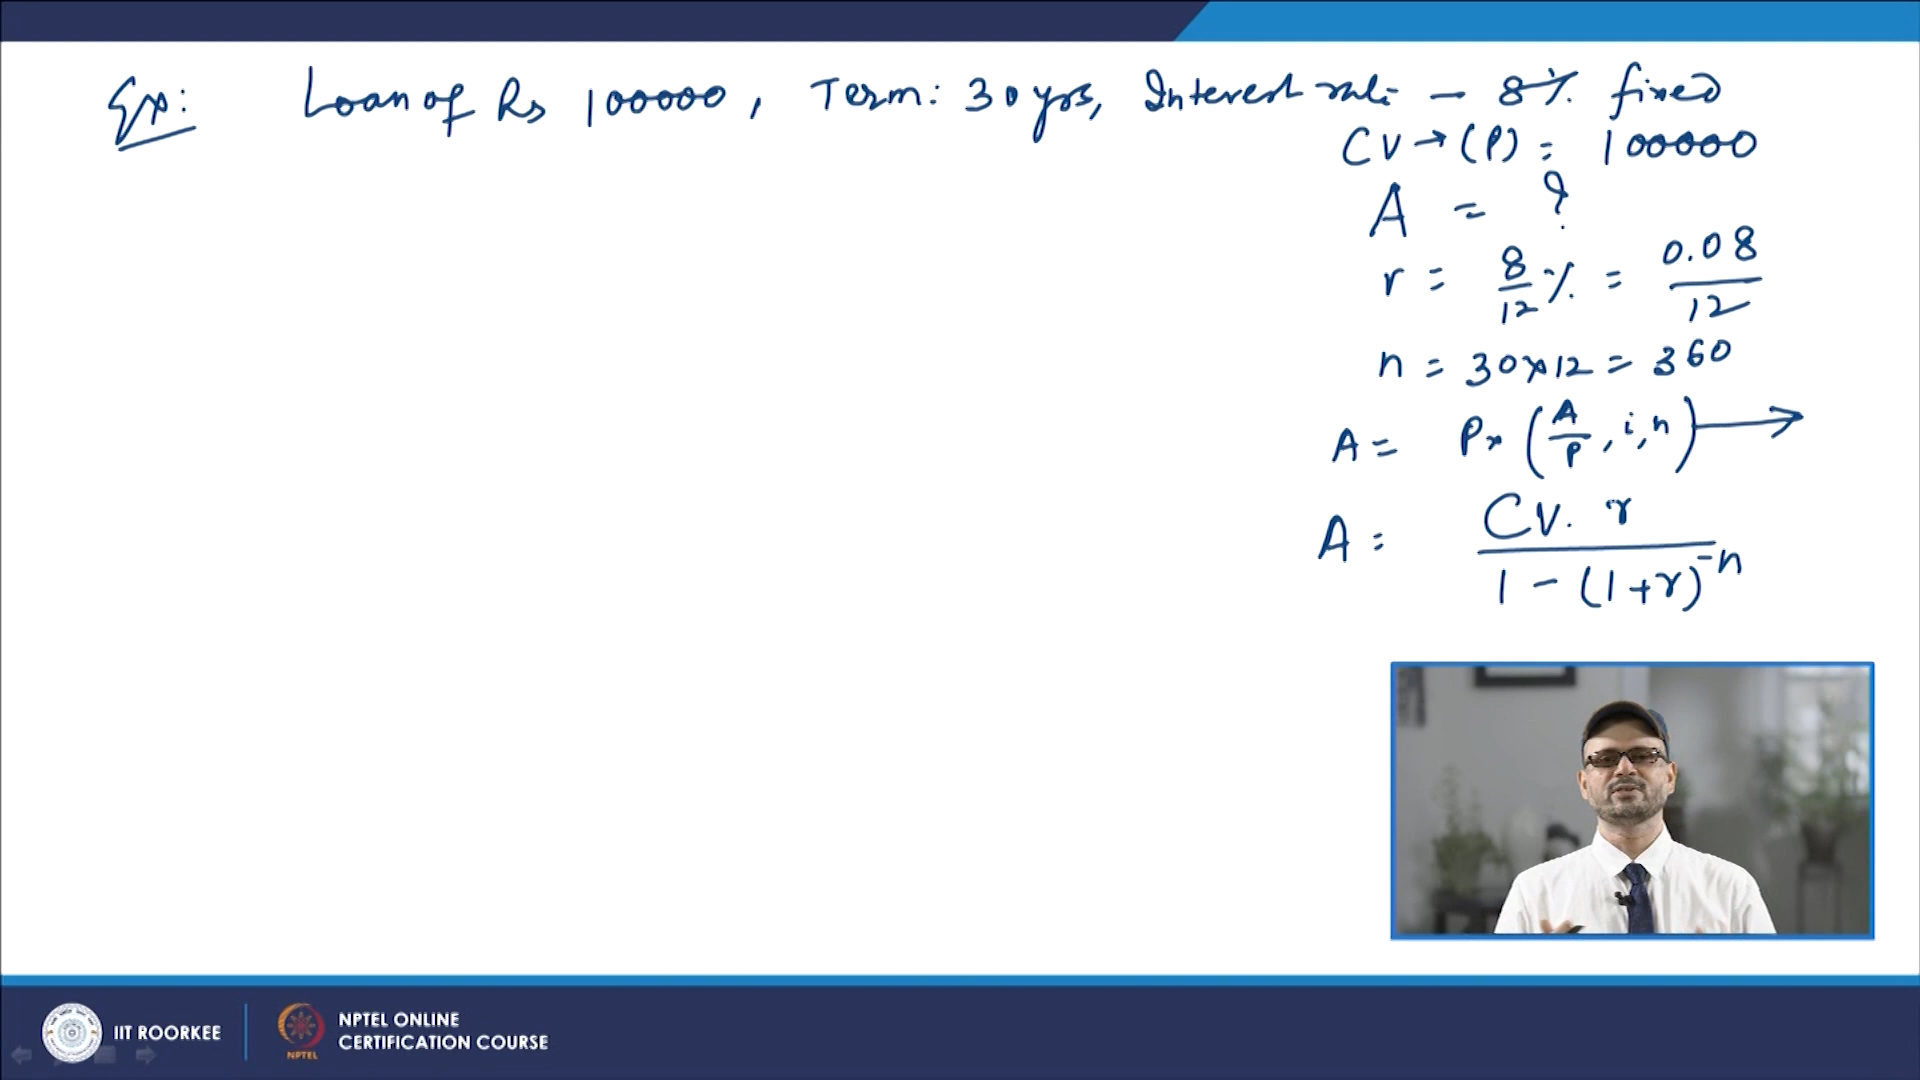 Ex: Loan of Rs 100000, Term: 30 yrs, Interest rate - 8% fixed
CV → (P) = 100000
A = ?
r = 8/12 % = 0.08/12
n = 30×12 = 360
A = P × (A/P, i, n) →
A = CV. r / 1 - (1+r)^-n
IIT ROORKEE
NPTEL
NPTEL ONLINE
CERTIFICATION COURSE